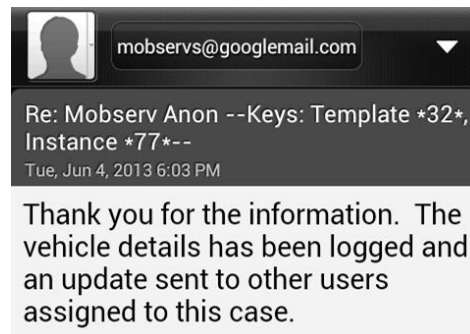 mobservs@googlemail.com
Re: Mobserv Anon --Keys: Template *32*,
Instance *77*--
Tue, Jun 4, 2013 6:03 PM
Thank you for the information.  The
vehicle details has been logged and
an update sent to other users
assigned to this case.